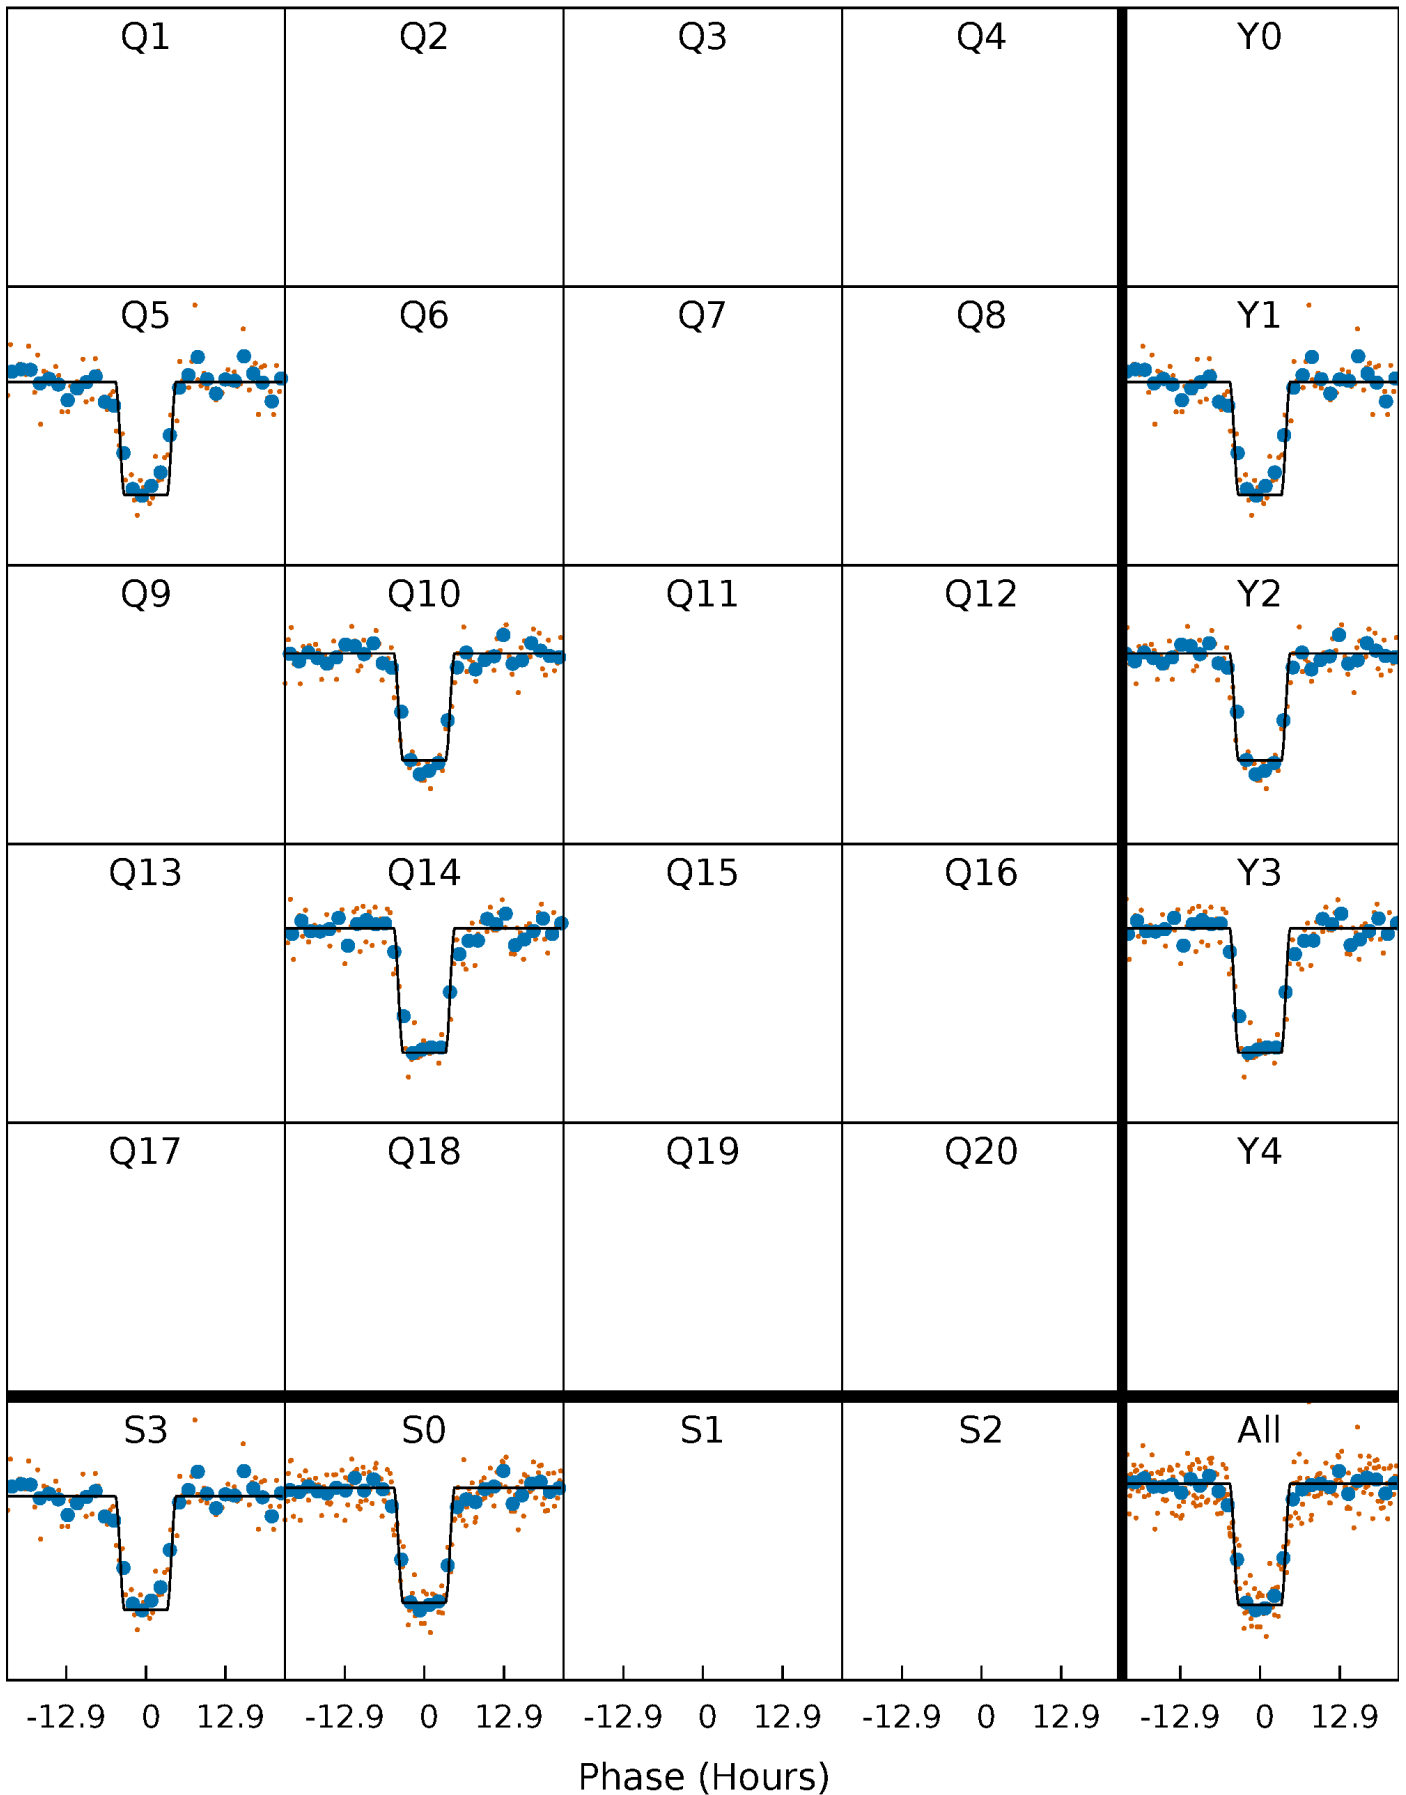 Q1 Q2 Q3 Q4 Y0
Q5 Q6 Q7 Q8 Y1
Q9 Q10 Q11 Q12 Y2
Q13 Q14 Q15 Q16 Y3
Q17 Q18 Q19 Q20 Y4
S3 S0 S1 S2 All
-12.9 0 12.9 -12.9 0 12.9 -12.9 0 12.9 -12.9 0 12.9 -12.9 0 12.9
Phase (Hours)